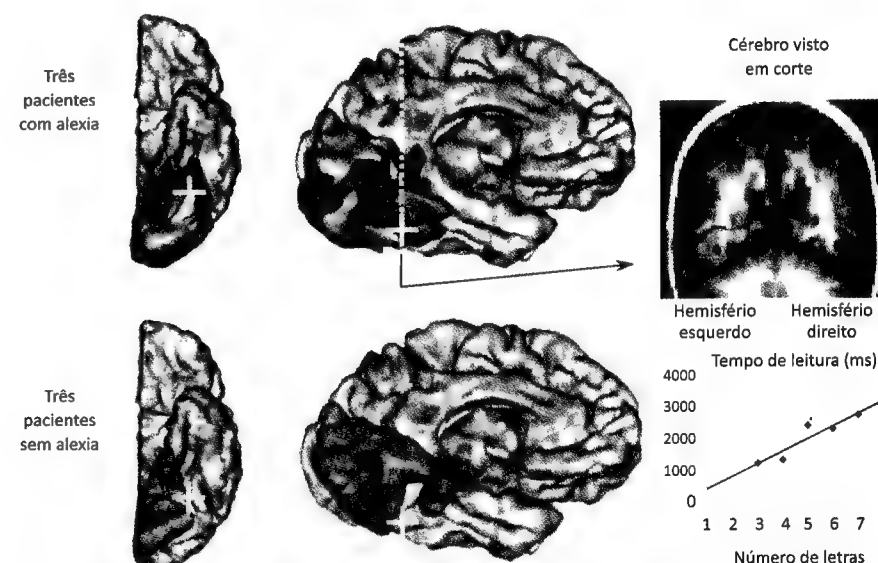 Três
pacientes
com alexia
Cérebro visto
em corte
Hemisfério
esquerdo
Hemisfério
direito
Três
pacientes
sem alexia
Tempo de leitura (ms)
4000
3000
2000
1000
0
1 2 3 4 5 6 7
Número de letras